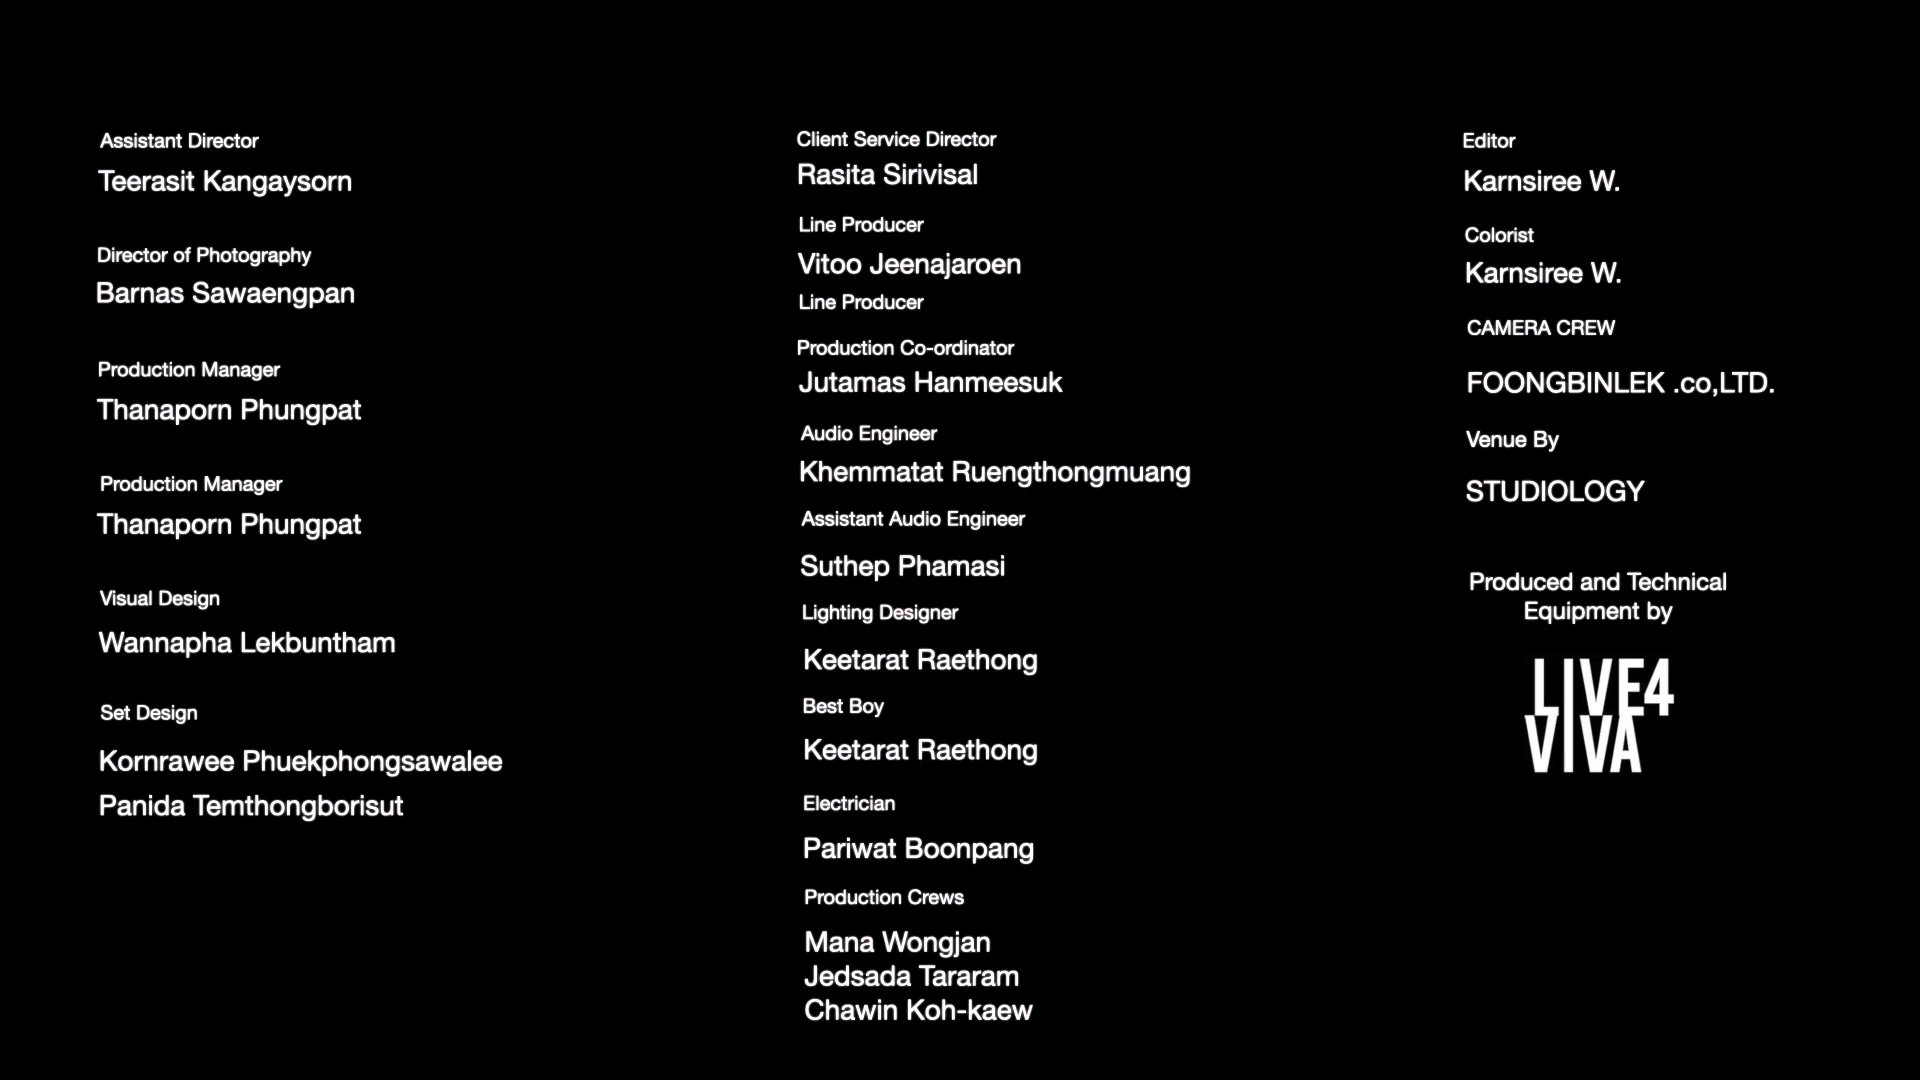 Assistant Director
Teerasit Kangaysorn
Director of Photography
Barnas Sawaengpan
Production Manager
Thanaporn Phungpat
Production Manager
Thanaporn Phungpat
Visual Design
Wannapha Lekbuntham
Set Design
Kornrawee Phuekphongsawalee
Panida Temthongborisut
Client Service Director
Rasita Sirivisal
Line Producer
Vitoo Jeenajaroen
Line Producer
Production Co-ordinator
Jutamas Hanmeesuk
Audio Engineer
Khemmatat Ruengthongmuang
Assistant Audio Engineer
Suthep Phamasi
Lighting Designer
Keetarat Raethong
Best Boy
Keetarat Raethong
Electrician
Pariwat Boonpang
Production Crews
Mana Wongjan
Jedsada Tararam
Chawin Koh-kaew
Editor
Karnsiree W.
Colorist
Karnsiree W.
CAMERA CREW
FOONGBINLEK .co,LTD.
Venue By
STUDIOLOGY
Produced and Technical
Equipment by
LIVE4
VIVA